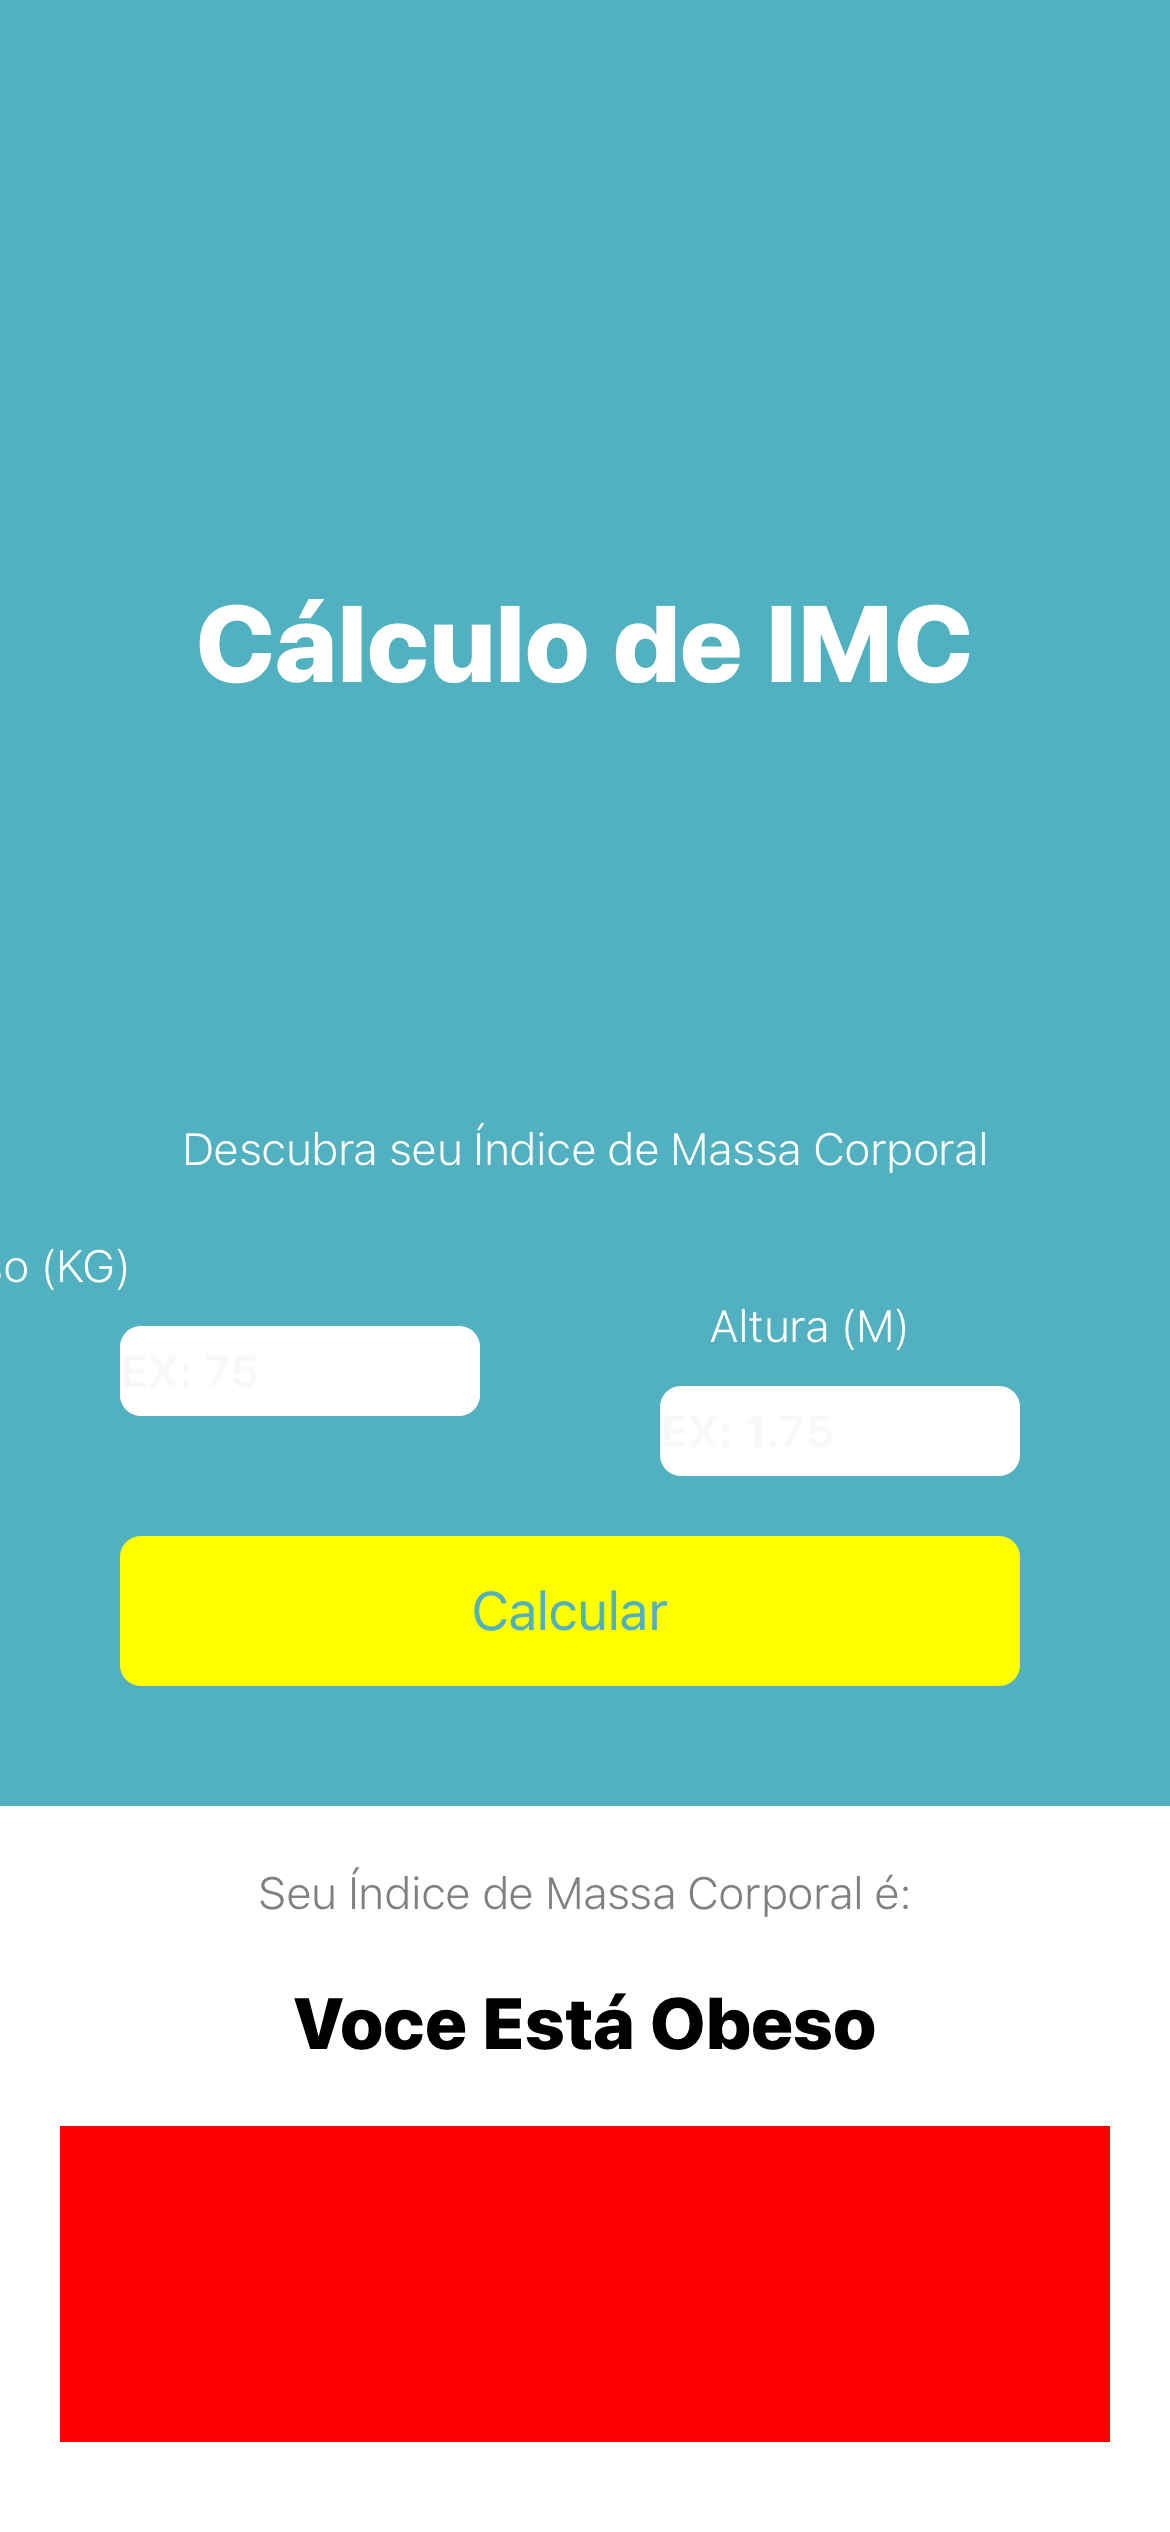 Cálculo de IMC
Descubra seu Índice de Massa Corporal
(KG)
EX: 75
Altura (M)
EX: 1.75
Calcular
Seu Índice de Massa Corporal é:
Voce Está Obeso